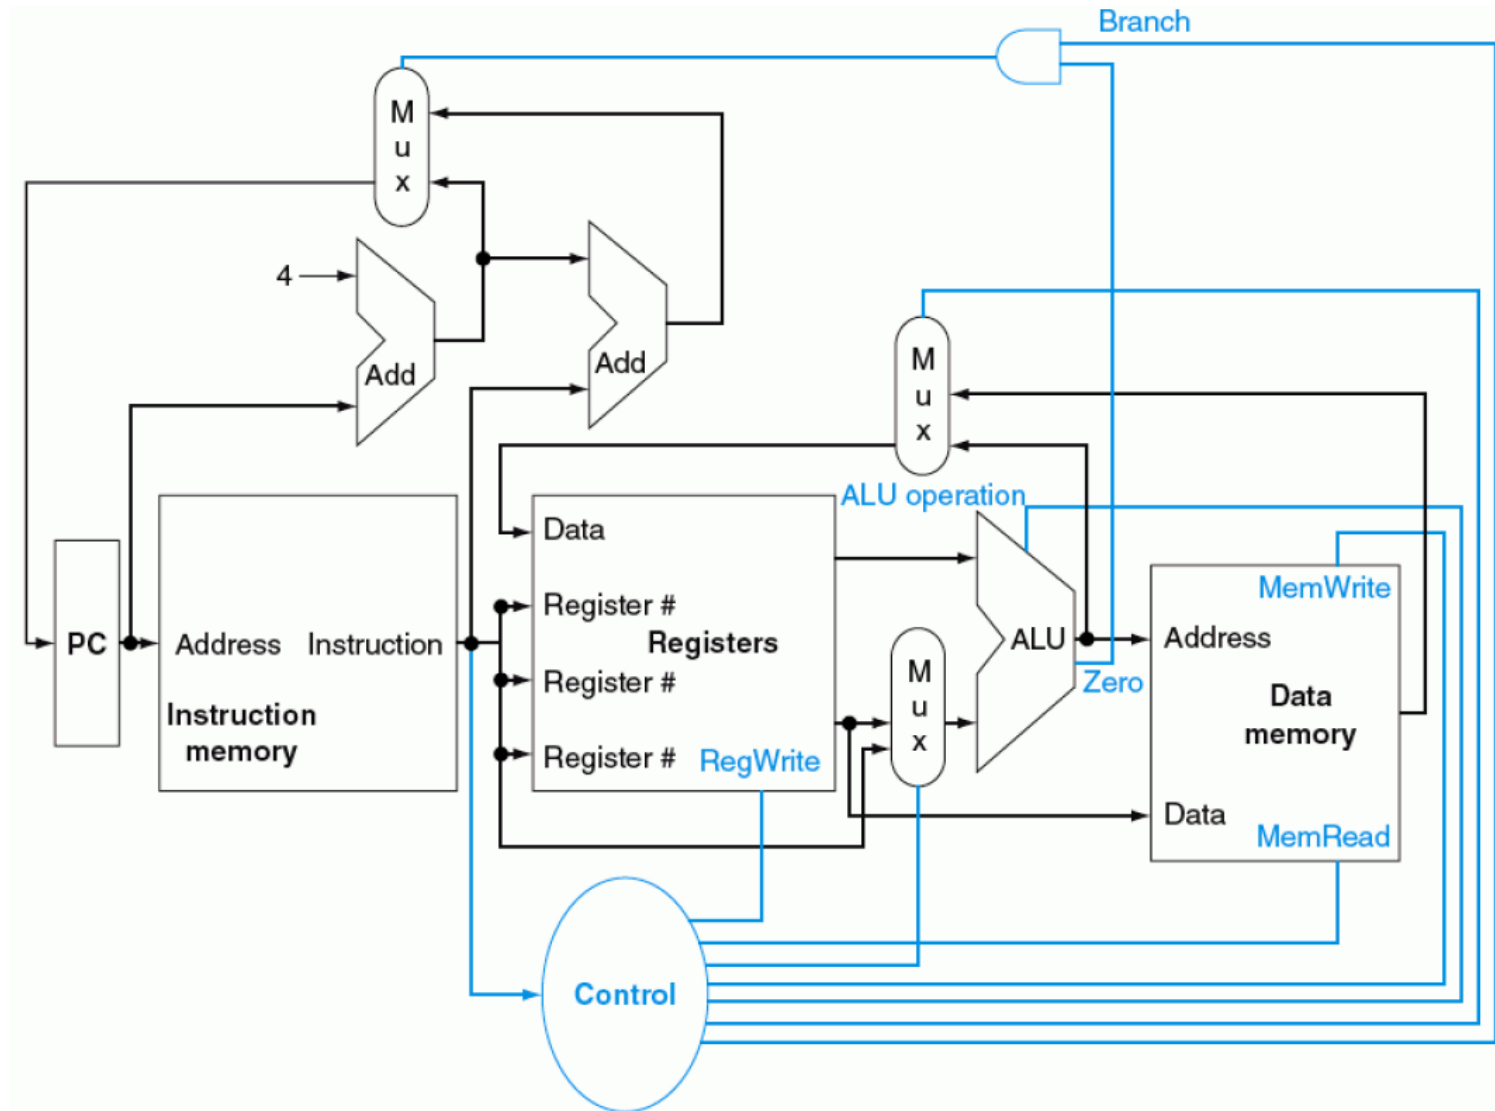 Branch
M
u
x
4
Add
Add
M
u
x
ALU operation
Data
MemWrite
Register #
PC
Address
Instruction
Registers
ALU
Address
M
u
x
Register #
Zero
Instruction
memory
Data
memory
Register #
RegWrite
Data
MemRead
Control